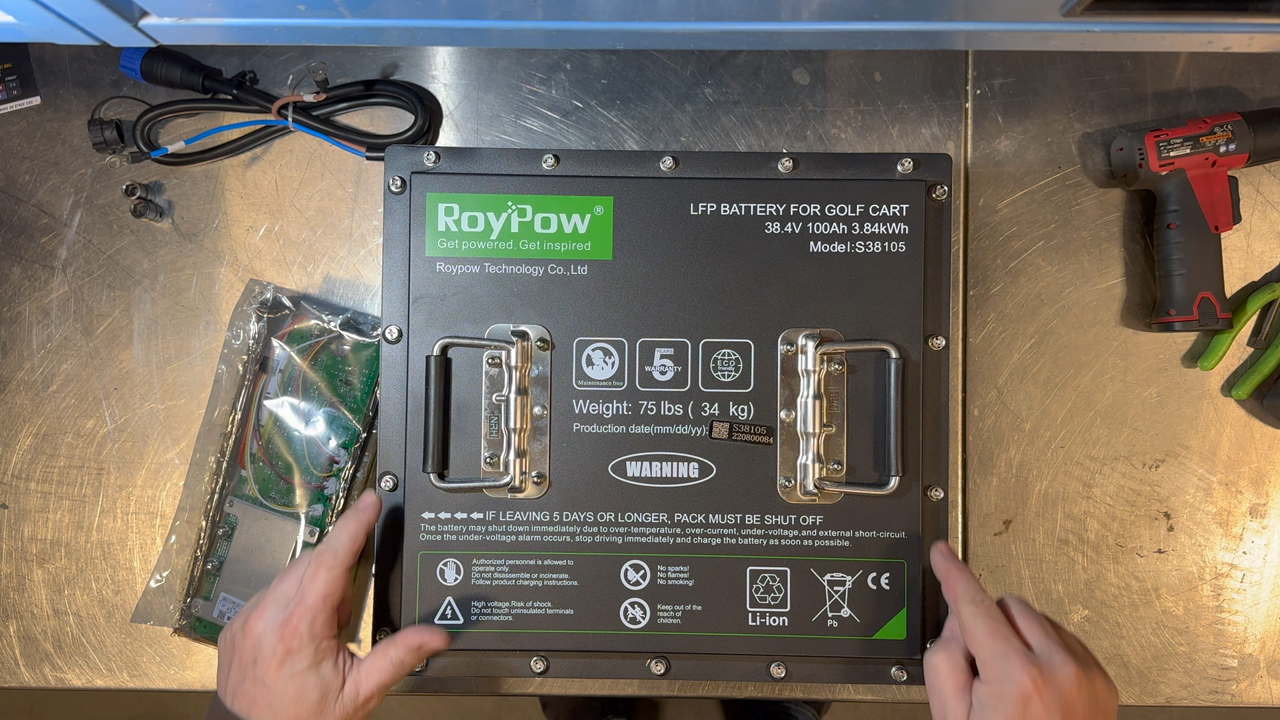 RoyPow®
Get powered. Get inspired
Roypow Technology Co.,Ltd
LFP BATTERY FOR GOLF CART
38.4V 100Ah 3.84kWh
Model:S38105
Maintenance free
5 YEARS WARRANTY
ECO friendly
Weight: 75 lbs ( 34 kg)
Production date(mm/dd/yy):
S38105
220800084
WARNING
IF LEAVING 5 DAYS OR LONGER, PACK MUST BE SHUT OFF
The battery may shut down immediately due to over-temperature, over-current, under-voltage,and external short-circuit.
Once the under-voltage alarm occurs, stop driving immediately and charge the battery as soon as possible.
Authorized personnel is allowed to
operate only.
Do not disassemble or incinerate.
Follow product charging instructions.
High voltage.Risk of shock.
Do not touch uninsulated terminals
or connectors.
No sparks!
No flames!
No smoking!
Keep out of the
reach of
children.
Li-ion
Pb
CE